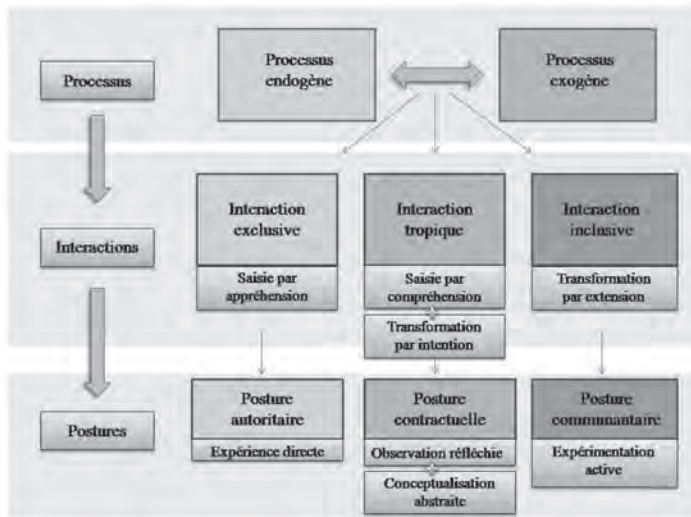 Processus
Processus
endogène
Processus
exogène
Interactions
Interaction
exclusive
Saisie par
appréhension
Interaction
tropique
Saisie par
compréhension
Transformation
par intention
Interaction
inclusive
Transformation
par extension
Postures
Posture
autoritaire
Expérience directe
Posture
contractuelle
Observation réfléchie
Conceptualisation
abstraite
Posture
communantaire
Expérimentation
active